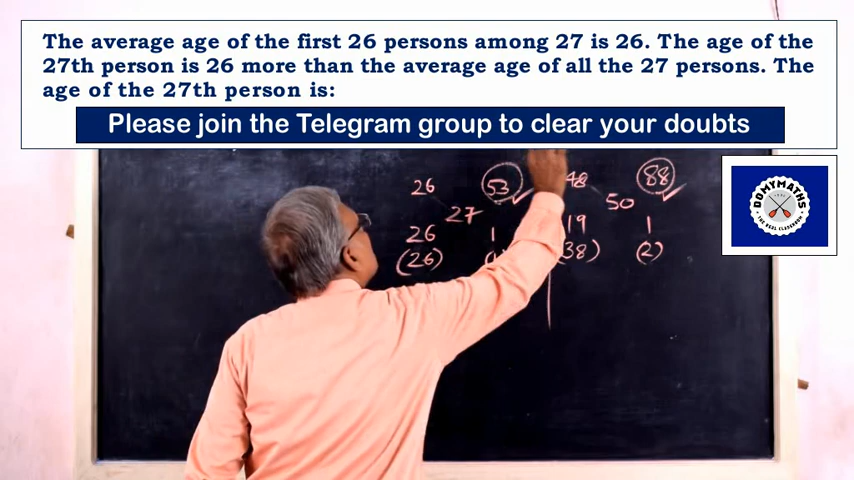 The average age of the first 26 persons among 27 is 26. The age of the
27th person is 26 more than the average age of all the 27 persons. The
age of the 27th person is:
Please join the Telegram group to clear your doubts
DOMYMATHS
THE REAL CLASSROOM
26 53 48 88
27 50
26 1 19 1
(26) (38) (2)